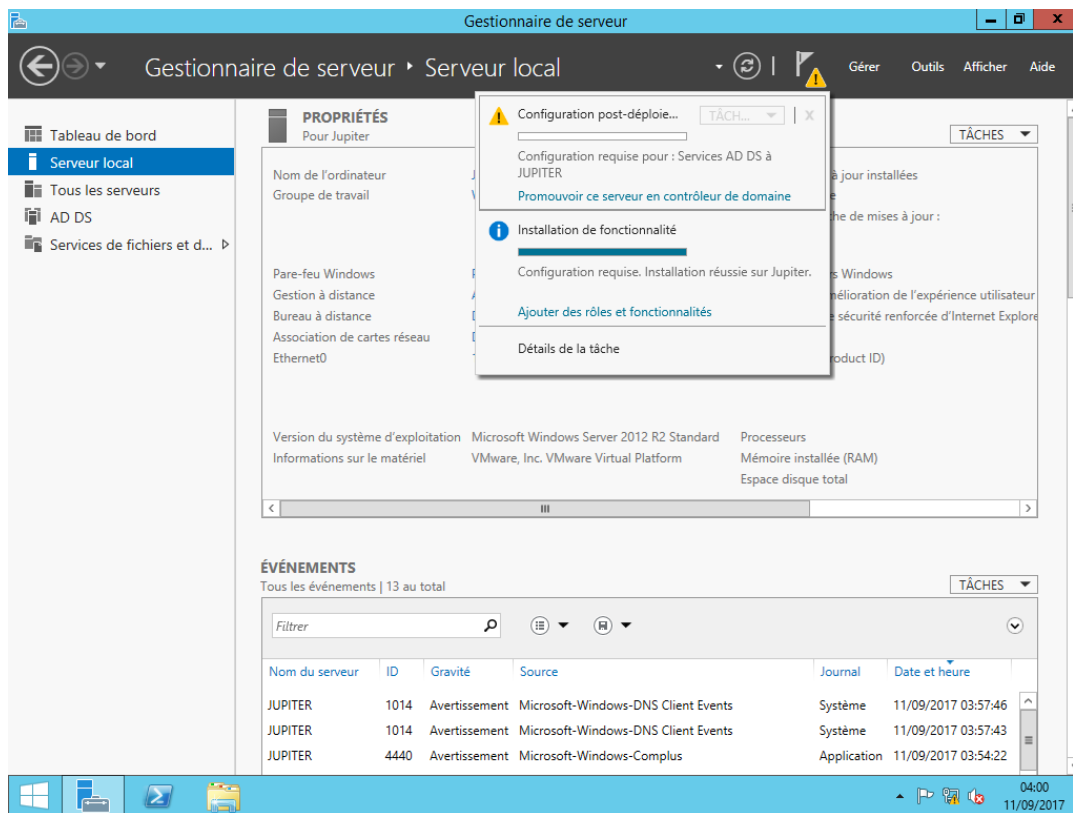 Gestionnaire de serveur
Gestionnaire de serveur • Serveur local
Gérer Outils Afficher Aide
Tableau de bord
Serveur local
Tous les serveurs
AD DS
Services de fichiers et d...
PROPRIÉTÉS
Pour Jupiter
TÂCHES
Configuration post-déploie...
TÂCH...
X
Configuration requise pour : Services AD DS à
JUPITER
Promouvoir ce serveur en contrôleur de domaine
Installation de fonctionnalité
Configuration requise. Installation réussie sur Jupiter.
Ajouter des rôles et fonctionnalités
Détails de la tâche
Nom de l'ordinateur
à jour installées
Groupe de travail
he de mises à jour :
Pare-feu Windows
s Windows
Gestion à distance
mélioration de l'expérience utilisateur
Bureau à distance
sécurité renforcée d'Internet Explore
Association de cartes réseau
Ethernet0
roduct ID)
Version du système d'exploitation Microsoft Windows Server 2012 R2 Standard Processeurs
Informations sur le matériel VMware, Inc. VMware Virtual Platform Mémoire installée (RAM)
Espace disque total
ÉVÉNEMENTS
Tous les événements | 13 au total
TÂCHES
Filtrer
Nom du serveur ID Gravité Source Journal Date et heure
JUPITER 1014 Avertissement Microsoft-Windows-DNS Client Events Système 11/09/2017 03:57:46
JUPITER 1014 Avertissement Microsoft-Windows-DNS Client Events Système 11/09/2017 03:57:43
JUPITER 4440 Avertissement Microsoft-Windows-Complus Application 11/09/2017 03:54:22
04:00
11/09/2017